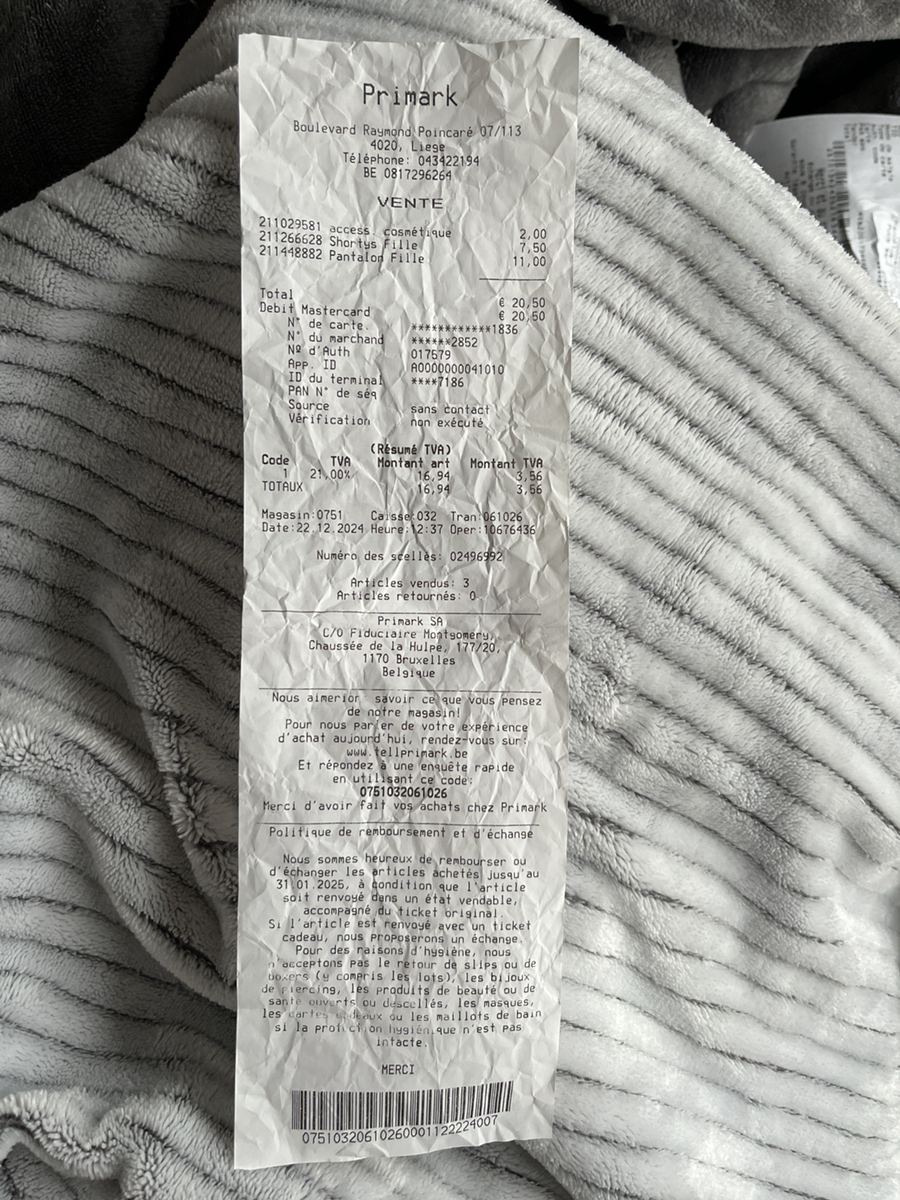 Primark
Boulevard Raymond Poincaré 07/113
4020, Liege
Téléphone: 043422194
BE 0817296264
VENTE
211029581 access. cosmétique 2,00
211266628 Shortys Fille 7,50
211448882 Pantalon Fille 11,00
Total € 20,50
Debit Mastercard € 20,50
N° de carte. ************1836
N° du marchand ******2852
Nº d'Auth 017579
App. ID A0000000041010
ID du terminal ****7186
PAN N° de séq
Source sans contact
Vérification non exécuté
(Résumé TVA)
Code TVA Montant art Montant TVA
1 21,00% 16,94 3,56
TOTAUX 16,94 3,56
Magasin:0751 Caisse:032 Tran:061026
Date:22.12.2024 Heure:12:37 Oper:10676436
Numéro des scellés: 02496992
Articles vendus: 3
Articles retournés: 0
Primark SA
C/O Fiduciaire Montgomery,
Chaussée de la Hulpe, 177/20,
1170 Bruxelles
Belgique
Nous aimerior savoir ce que vous pensez
de notre magasin!
Pour nous parler de votre expérience
d'achat aujourd'hui, rendez-vous sur:
www.tellprimark.be
Et répondez à une enquête rapide
en utilisant ce code:
0751032061026
Merci d'avoir fait vos achats chez Primark
Politique de remboursement et d'échange
Nous sommes heureux de rembourser ou
d'échanger les articles achetés jusqu'au
31.01.2025, à condition que l'article
soit renvoyé dans un état vendable,
accompagné du ticket original.
Si l'article est renvoyé avec un ticket
cadeau, nous proposerons un échange.
Pour des raisons d'hygiène, nous
n'acceptons pas le retour de slips ou de
boxers (y compris les lots), les bijoux
de piercing, les produits de beauté ou de
santé ouverts ou descellés, les masques,
les cartes cadeaux ou les maillots de bain
si la protection hygiénique n'est pas
intacte.
MERCI
07510320610260001122224007